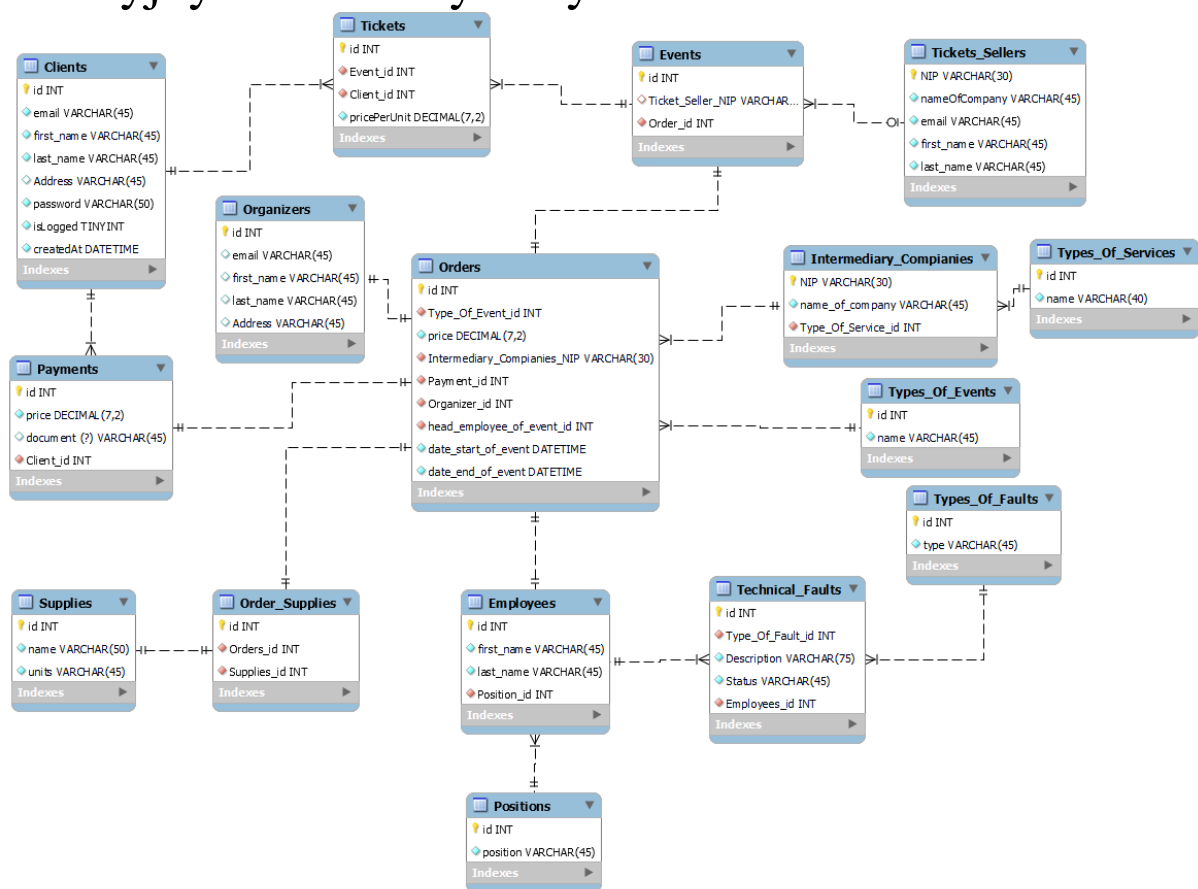 Tickets
id INT
Event_id INT
Client_id INT
pricePerUnit DECIMAL(7,2)
Indexes
Events
id INT
Ticket_Seller_NIP VARCHAR...
Order_id INT
Indexes
Tickets_Sellers
NIP VARCHAR(30)
nameOfCompany VARCHAR(45)
email VARCHAR(45)
first_name VARCHAR(45)
last_name VARCHAR(45)
Indexes
Clients
id INT
email VARCHAR(45)
first_name VARCHAR(45)
last_name VARCHAR(45)
Address VARCHAR(45)
password VARCHAR(50)
isLogged TINYINT
createdAt DATETIME
Indexes
Organizers
id INT
email VARCHAR(45)
first_name VARCHAR(45)
last_name VARCHAR(45)
Address VARCHAR(45)
Indexes
Orders
id INT
Type_Of_Event_id INT
price DECIMAL(7,2)
Intermediary_Compianies_NIP VARCHAR(30)
Payment_id INT
Organizer_id INT
head_employee_of_event_id INT
date_start_of_event DATETIME
date_end_of_event DATETIME
Indexes
Intermediary_Compianies
NIP VARCHAR(30)
name_of_company VARCHAR(45)
Type_Of_Service_id INT
Indexes
Types_Of_Services
id INT
name VARCHAR(40)
Indexes
Payments
id INT
price DECIMAL(7,2)
document (?) VARCHAR(45)
Client_id INT
Indexes
Types_Of_Events
id INT
name VARCHAR(45)
Indexes
Types_Of_Faults
id INT
type VARCHAR(45)
Indexes
Supplies
id INT
name VARCHAR(50)
units VARCHAR(45)
Indexes
Order_Supplies
id INT
Orders_id INT
Supplies_id INT
Indexes
Employees
id INT
first_name VARCHAR(45)
last_name VARCHAR(45)
Position_id INT
Indexes
Technical_Faults
id INT
Type_Of_Fault_id INT
Description VARCHAR(75)
Status VARCHAR(45)
Employees_id INT
Indexes
Positions
id INT
position VARCHAR(45)
Indexes